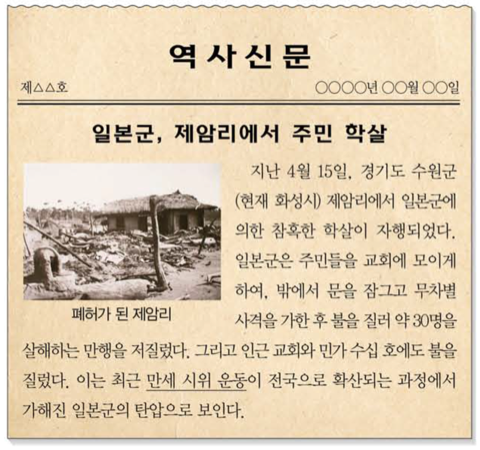 역사신문
제△△호 ○○○○년 ○○월 ○○일
일본군, 제암리에서 주민 학살
지난 4월 15일, 경기도 수원군
(현재 화성시) 제암리에서 일본군에
의한 참혹한 학살이 자행되었다.
일본군은 주민들을 교회에 모이게
하여, 밖에서 문을 잠그고 무차별
사격을 가한 후 불을 질러 약 30명을
폐허가 된 제암리
살해하는 만행을 저질렀다. 그리고 인근 교회와 민가 수십 호에도 불을
질렀다. 이는 최근 만세 시위 운동이 전국으로 확산되는 과정에서
가해진 일본군의 탄압으로 보인다.